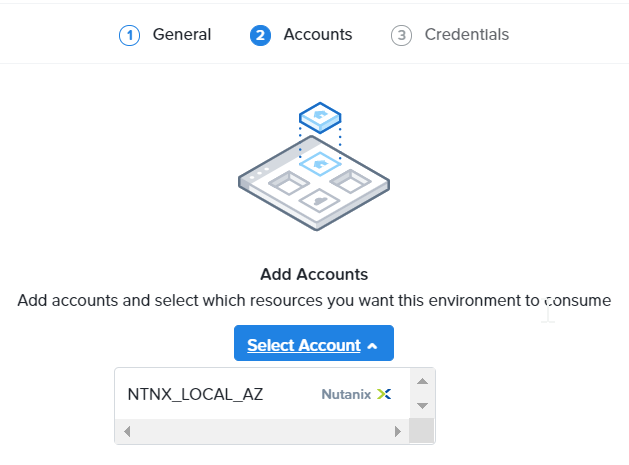 1 General 2 Accounts 3 Credentials
Add Accounts
Add accounts and select which resources you want this environment to consume
Select Account
NTNX_LOCAL_AZ Nutanix